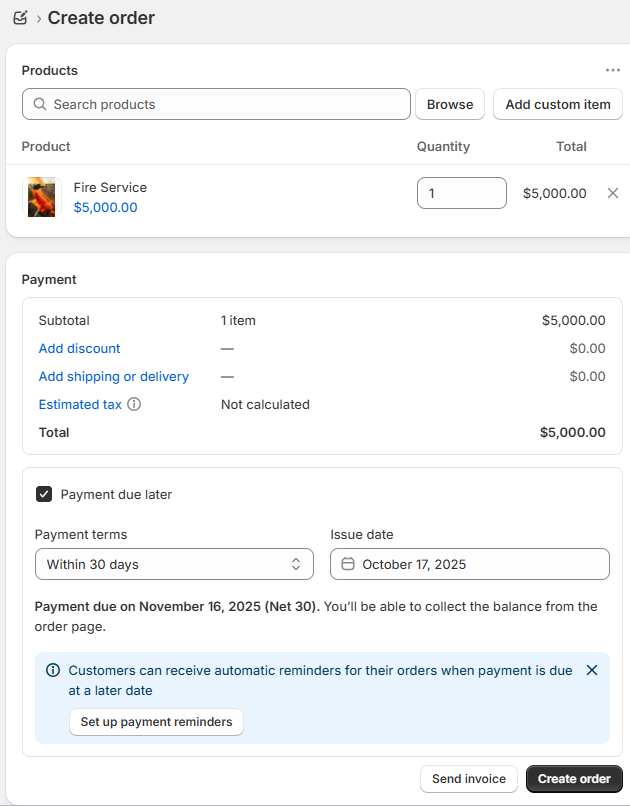 Create order
Products
Search products
Browse
Add custom item
Product Quantity Total
Fire Service
$5,000.00
1
$5,000.00
Payment
Subtotal 1 item $5,000.00
Add discount — $0.00
Add shipping or delivery — $0.00
Estimated tax Not calculated
Total $5,000.00
Payment due later
Payment terms
Within 30 days
Issue date
October 17, 2025
Payment due on November 16, 2025 (Net 30). You’ll be able to collect the balance from the
order page.
Customers can receive automatic reminders for their orders when payment is due
at a later date
Set up payment reminders
Send invoice
Create order